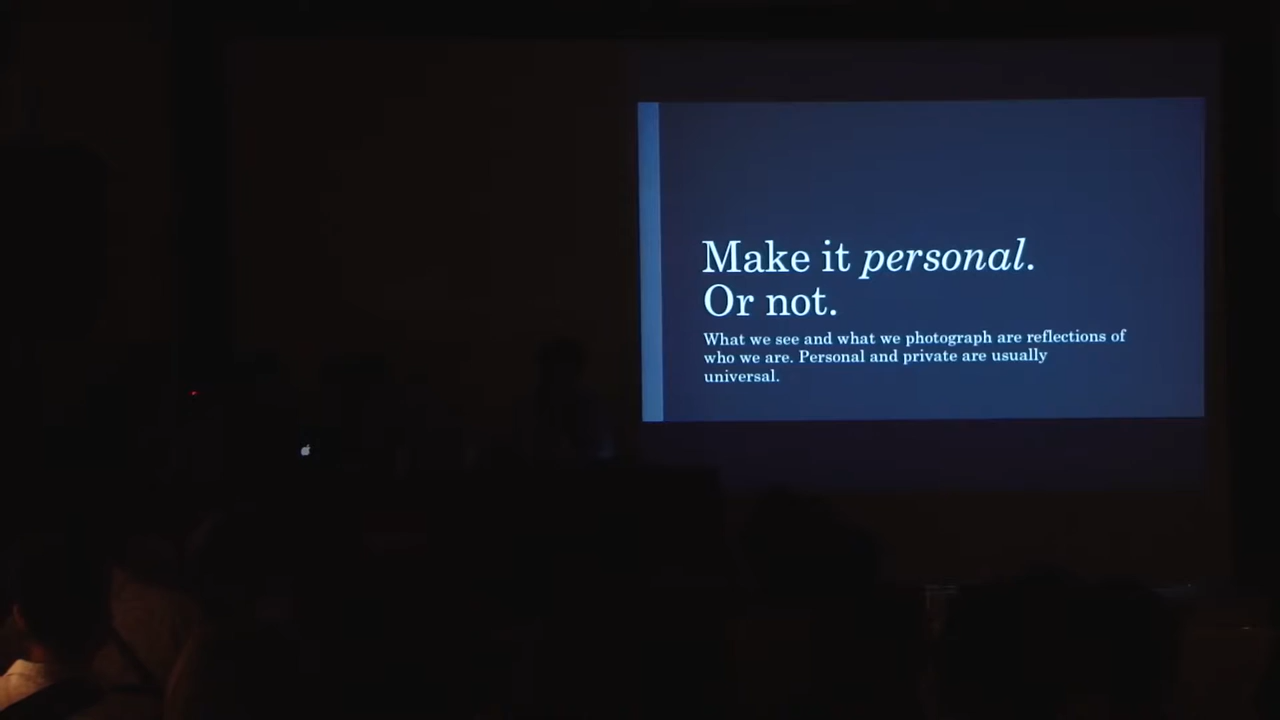 Make it personal.
Or not.
What we see and what we photograph are reflections of
who we are. Personal and private are usually
universal.